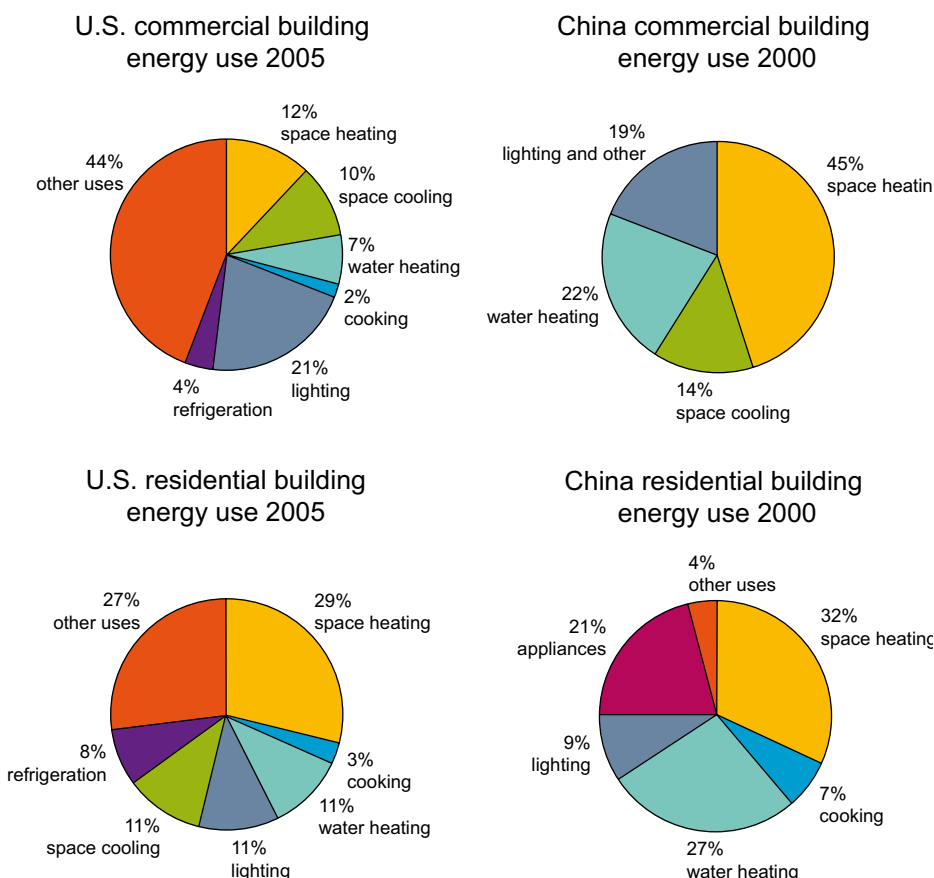 U.S. commercial building
energy use 2005
12%
space heating
10%
space cooling
7%
water heating
2%
cooking
21%
lighting
4%
refrigeration
44%
other uses
China commercial building
energy use 2000
45%
space heatin
14%
space cooling
22%
water heating
19%
lighting and other
U.S. residential building
energy use 2005
29%
space heating
3%
cooking
11%
water heating
11%
lighting
11%
space cooling
8%
refrigeration
27%
other uses
China residential building
energy use 2000
32%
space heating
7%
cooking
27%
water heating
9%
lighting
21%
appliances
4%
other uses